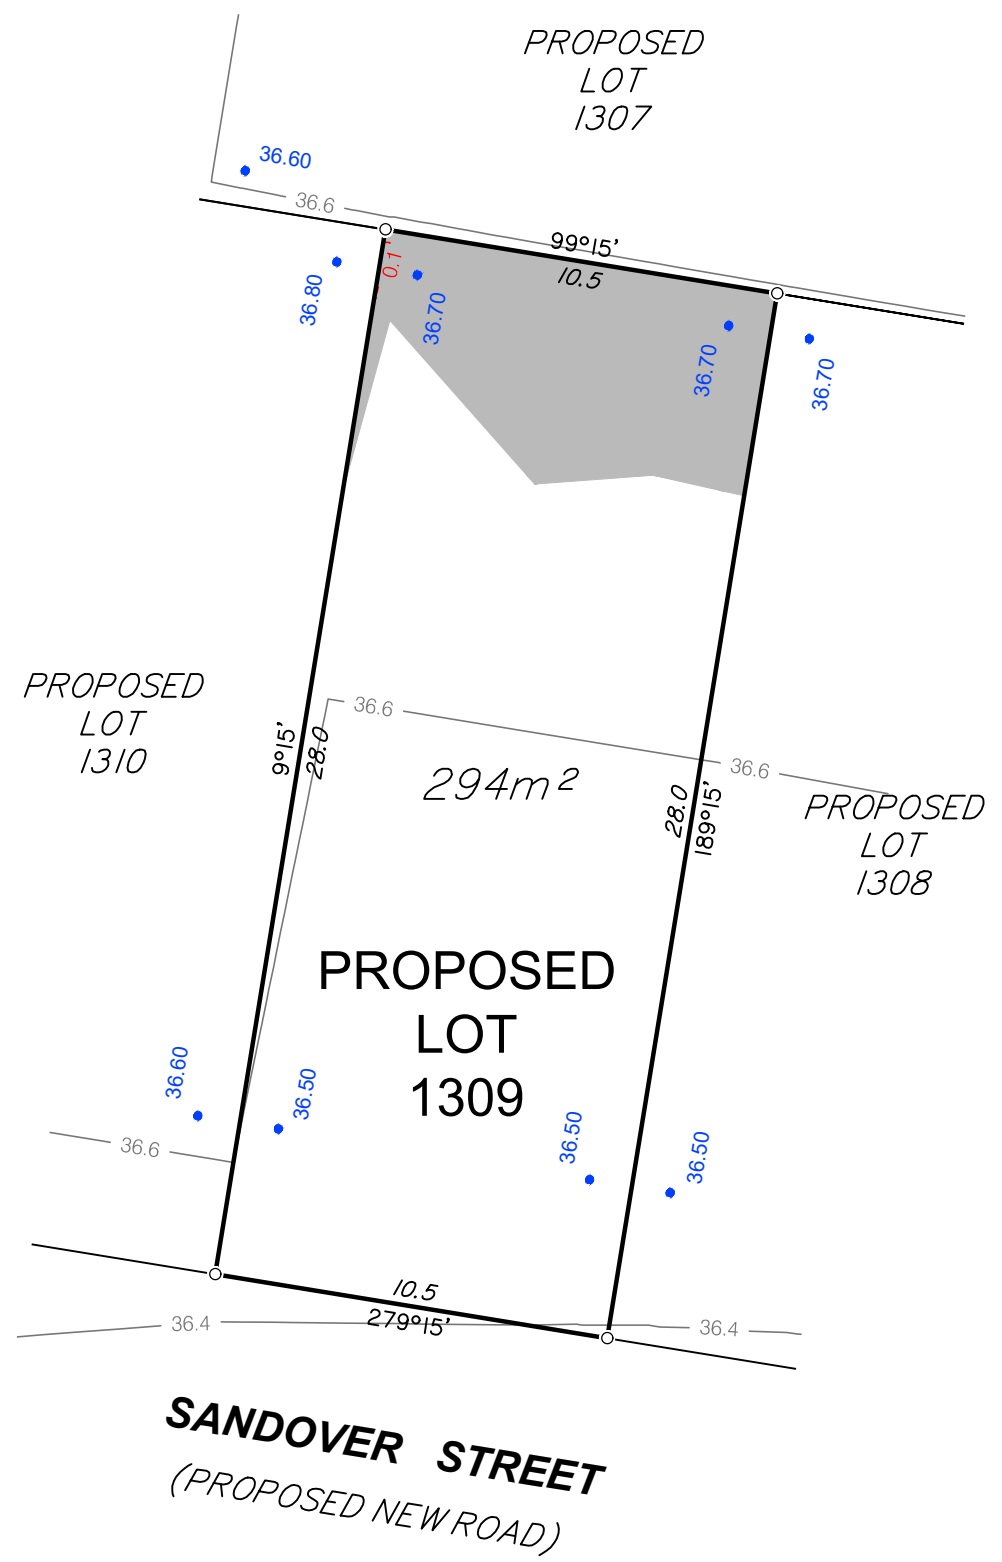 PROPOSED
LOT
1307
36.60
36.6
99°15'
10.5
0.1
36.80
36.70
36.70
36.70
PROPOSED
LOT
1310
9°15'
28.0
36.6
294m²
36.6
28.0
189°15'
PROPOSED
LOT
1308
PROPOSED
LOT
1309
36.60
36.50
36.50
36.50
36.6
10.5
279°15'
36.4
36.4
SANDOVER STREET
(PROPOSED NEW ROAD)